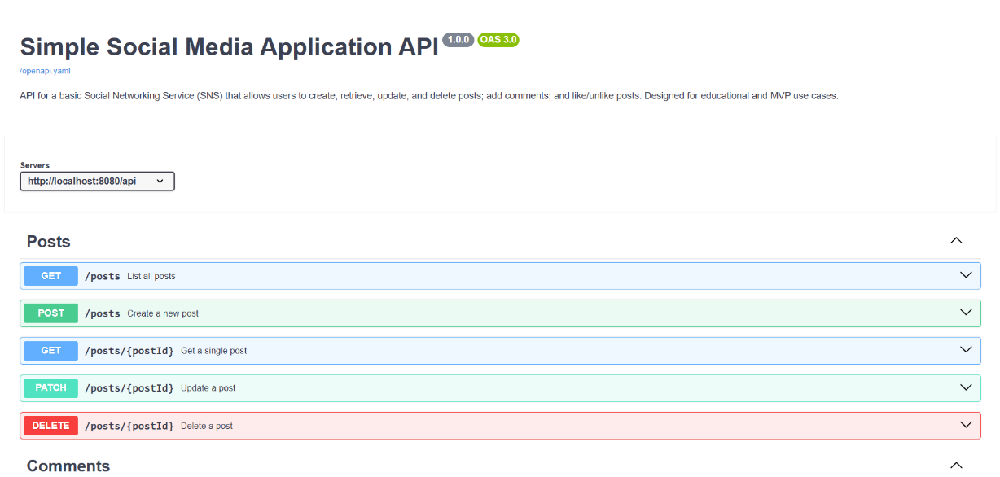 Simple Social Media Application API 1.0.0 OAS 3.0
/openapi.yaml
API for a basic Social Networking Service (SNS) that allows users to create, retrieve, update, and delete posts; add comments; and like/unlike posts. Designed for educational and MVP use cases.
Servers
http://localhost:8080/api
Posts
GET /posts List all posts
POST /posts Create a new post
GET /posts/{postId} Get a single post
PATCH /posts/{postId} Update a post
DELETE /posts/{postId} Delete a post
Comments